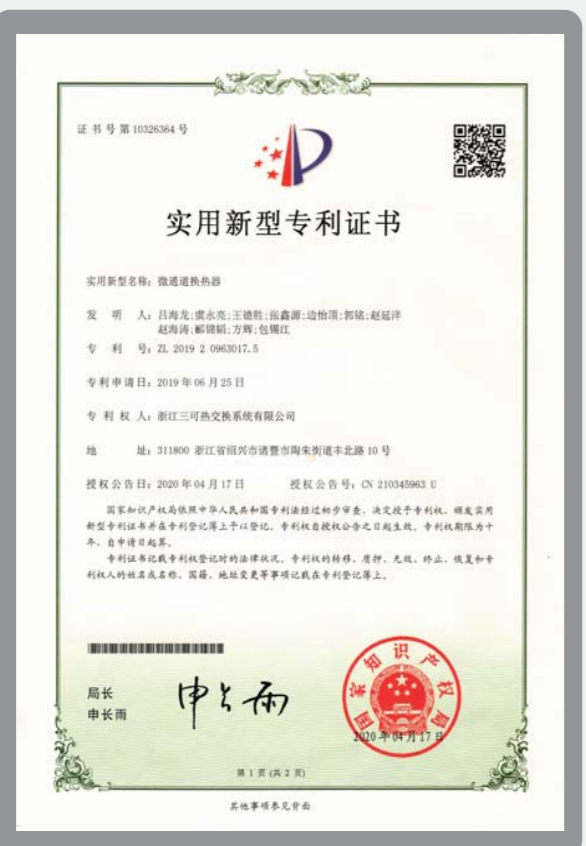 证书号第10326364号
实用新型专利证书
实用新型名称：微通道换热器
发 明 人：吕海龙;虞永亮;王德胜;张鑫源;边怡顶;郭铭;赵延洋
赵海涛;郦锦韬;方辉;包锡江
专 利 号：ZL 2019 2 0963017.5
专利申请日：2019年06月25日
专 利 权 人：浙江三可热交换系统有限公司
地 址：311800 浙江省绍兴市诸暨市陶朱街道丰北路10号
授权公告日：2020年04月17日 授权公告号：CN 210345963 U
国家知识产权局依照中华人民共和国专利法经过初步审查，决定授予专利权，颁发实用
新型专利证书并在专利登记簿上予以登记。专利权自授权公告之日起生效。专利权期限为十
年，自申请日起算。
专利证书记载专利权登记时的法律状况。专利权的转移、质押、无效、终止、恢复和专
利权人的姓名或名称、国籍、地址变更等事项记载在专利登记簿上。
局长
申长雨
申长雨
国家知识产权局
2020年04月17日
第 1 页 (共 2 页)
其他事项参见背面